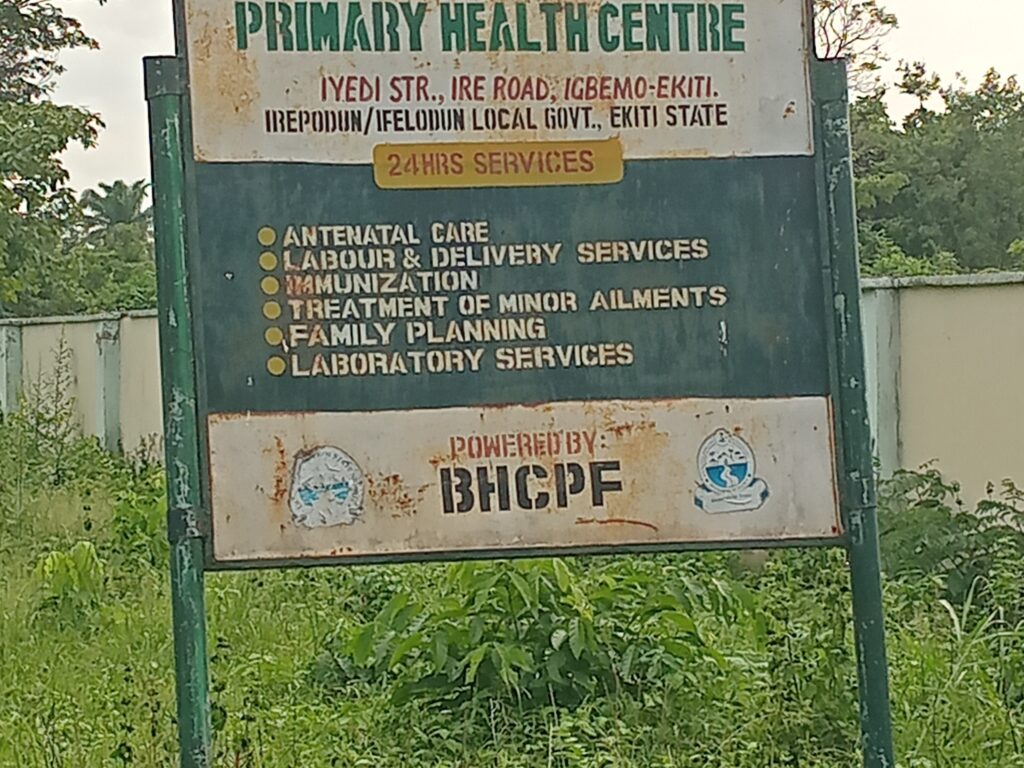 PRIMARY HEALTH CENTRE
IYEDI STR., IRE ROAD, IGBEMO-EKITI.
IREPODUN/IFELODUN LOCAL GOVT., EKITI STATE
24HRS SERVICES
ANTENATAL CARE
LABOUR & DELIVERY SERVICES
IMMUNIZATION
TREATMENT OF MINOR AILMENTS
FAMILY PLANNING
LABORATORY SERVICES
POWERED BY:
BHCPF